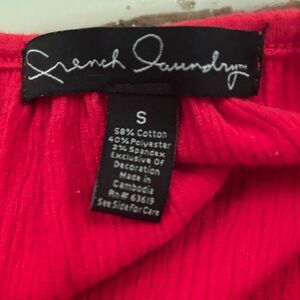 French Laundry™
S
58% Cotton
40% Polyester
2% Spandex
Exclusive Of
Decoration
Made in
Cambodia
Rn# 63619
See Side For Care